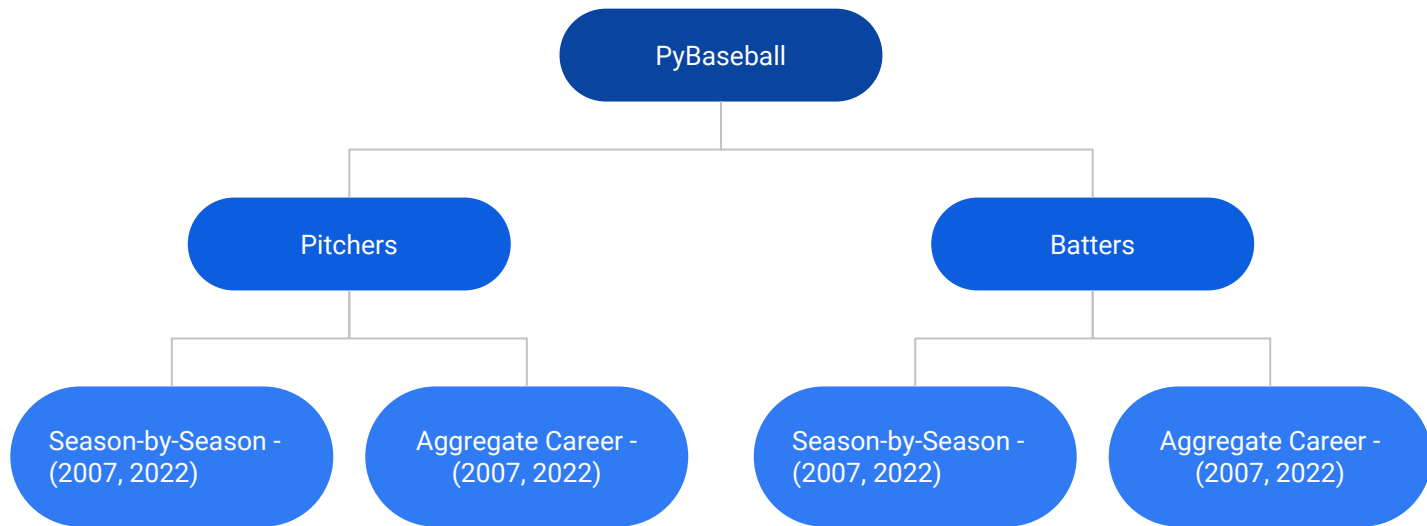 PyBaseball
Pitchers
Batters
Season-by-Season -
(2007, 2022)
Aggregate Career -
(2007, 2022)
Season-by-Season -
(2007, 2022)
Aggregate Career -
(2007, 2022)